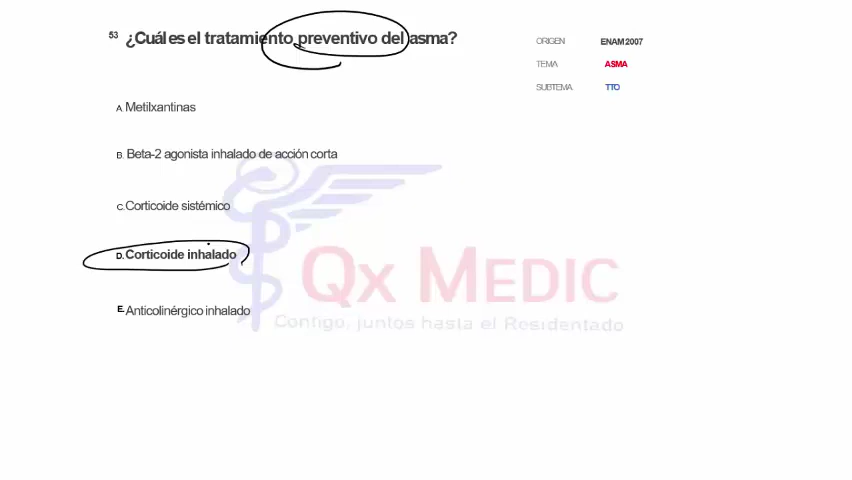 53 ¿Cuál es el tratamiento preventivo del asma?
ORIGEN ENAM 2007
TEMA ASMA
SUBTEMA TTO
A. Metilxantinas
B. Beta-2 agonista inhalado de acción corta
C. Corticoide sistémico
D. Corticoide inhalado
E. Anticolinérgico inhalado
QX MEDIC
Contigo, juntos hasta el Residentado